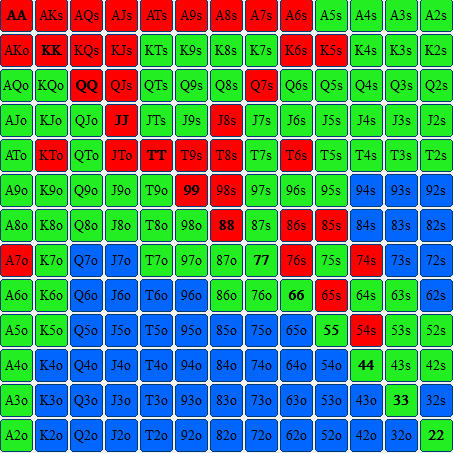 AA AKs AQs AJs ATs A9s A8s A7s A6s A5s A4s A3s A2s
AKo KK KQs KJs KTs K9s K8s K7s K6s K5s K4s K3s K2s
AQo KQo QQ QJs QTs Q9s Q8s Q7s Q6s Q5s Q4s Q3s Q2s
AJo KJo QJo JJ JTs J9s J8s J7s J6s J5s J4s J3s J2s
ATo KTo QTo JTo TT T9s T8s T7s T6s T5s T4s T3s T2s
A9o K9o Q9o J9o T9o 99 98s 97s 96s 95s 94s 93s 92s
A8o K8o Q8o J8o T8o 98o 88 87s 86s 85s 84s 83s 82s
A7o K7o Q7o J7o T7o 97o 87o 77 76s 75s 74s 73s 72s
A6o K6o Q6o J6o T6o 96o 86o 76o 66 65s 64s 63s 62s
A5o K5o Q5o J5o T5o 95o 85o 75o 65o 55 54s 53s 52s
A4o K4o Q4o J4o T4o 94o 84o 74o 64o 54o 44 43s 42s
A3o K3o Q3o J3o T3o 93o 83o 73o 63o 53o 43o 33 32s
A2o K2o Q2o J2o T2o 92o 82o 72o 62o 52o 42o 32o 22